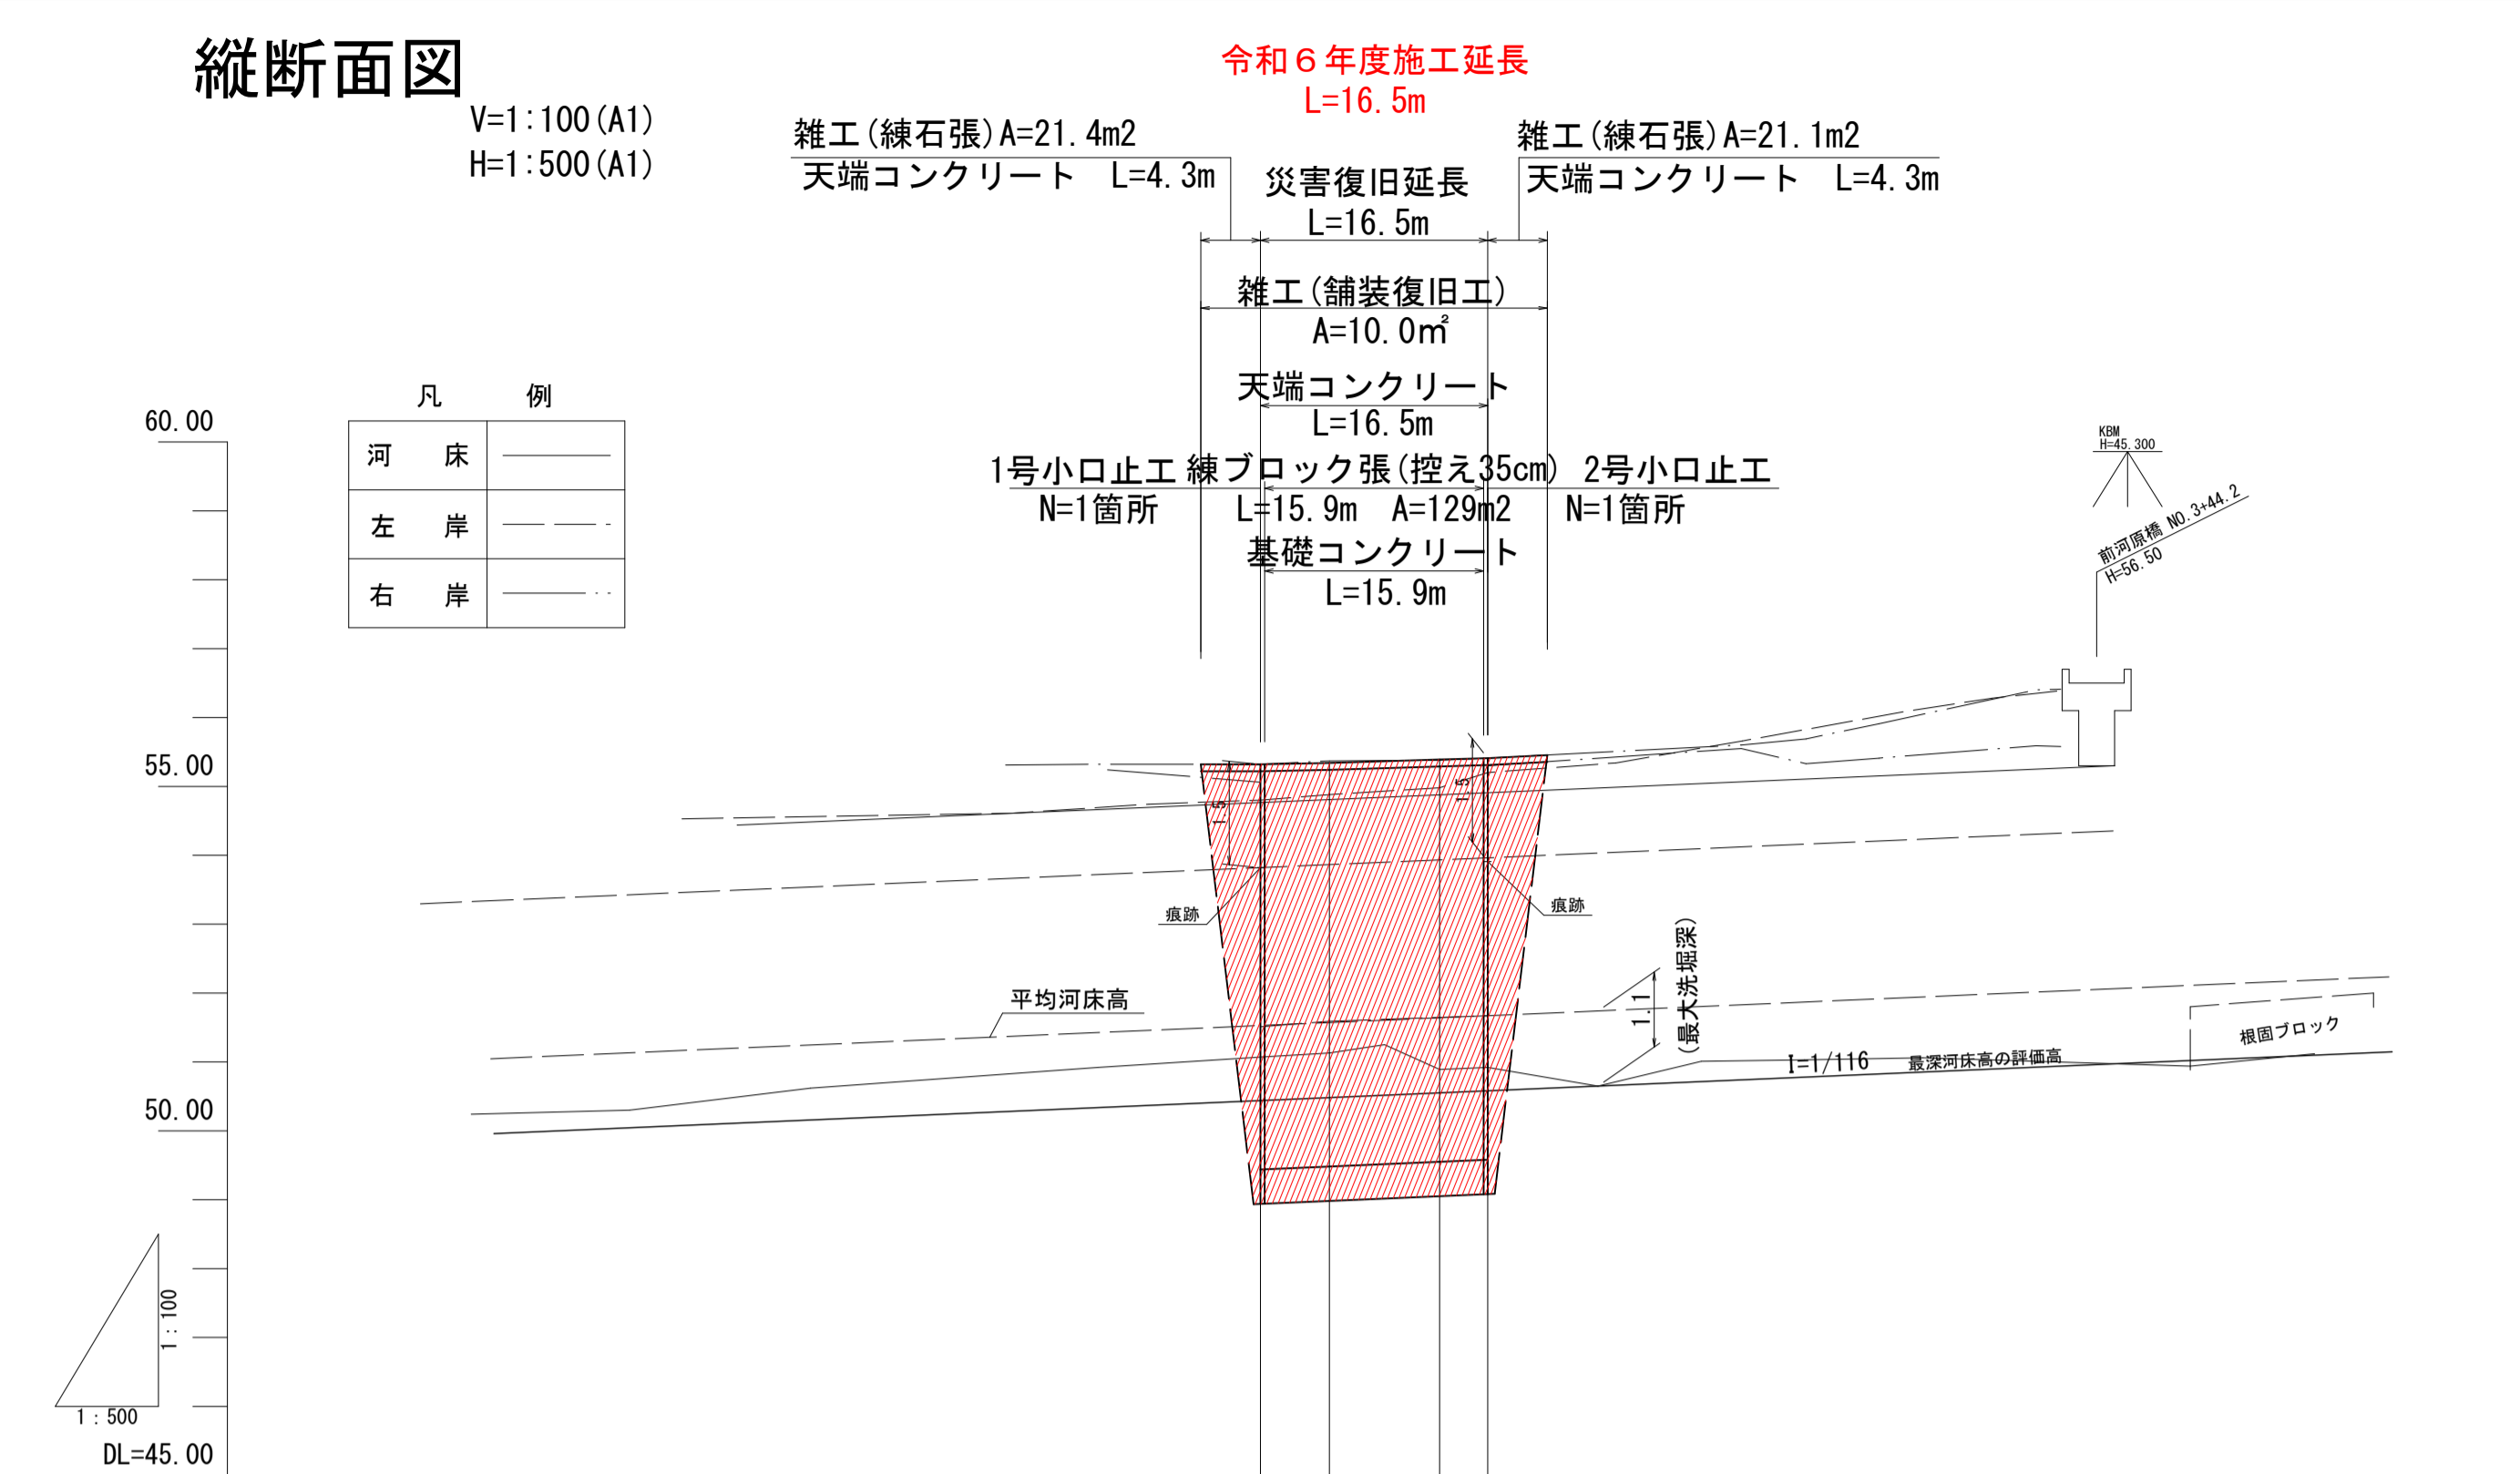 縦断面図
V=1:100(A1)
H=1:500(A1)
令和６年度施工延長
L=16.5m
雑工(練石張)A=21.4m2
天端コンクリート　L=4.3m
雑工(練石張)A=21.1m2
天端コンクリート　L=4.3m
災害復旧延長
L=16.5m
雑工(舗装復旧工)
A=10.0㎡
天端コンクリート
L=16.5m
1号小口止工
N=1箇所
練ブロック張(控え35cm)
L=15.9m　A=129m2
2号小口止工
N=1箇所
基礎コンクリート
L=15.9m
凡　例
河　床
左　岸
右　岸
60.00
55.00
50.00
DL=45.00
KBM
H=45.300
前河原橋 NO.3+44.2
H=56.50
1.5
1.5
痕跡
痕跡
平均河床高
1.1
(最大洗堀深)
I=1/116
最深河床高の評価高
根固ブロック
1：100
1：500